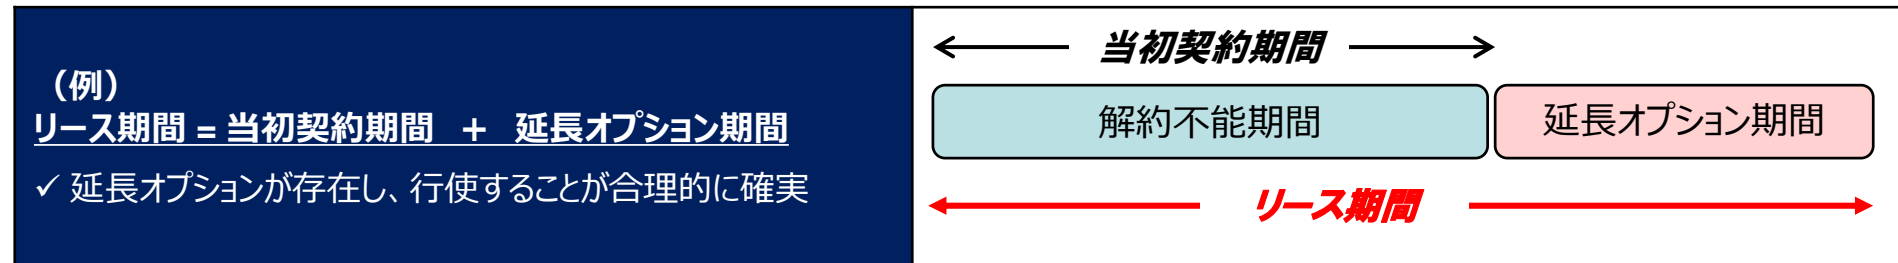 （例）
リース期間 = 当初契約期間　+　延長オプション期間
✓ 延長オプションが存在し、行使することが合理的に確実
当初契約期間
解約不能期間
延長オプション期間
リース期間